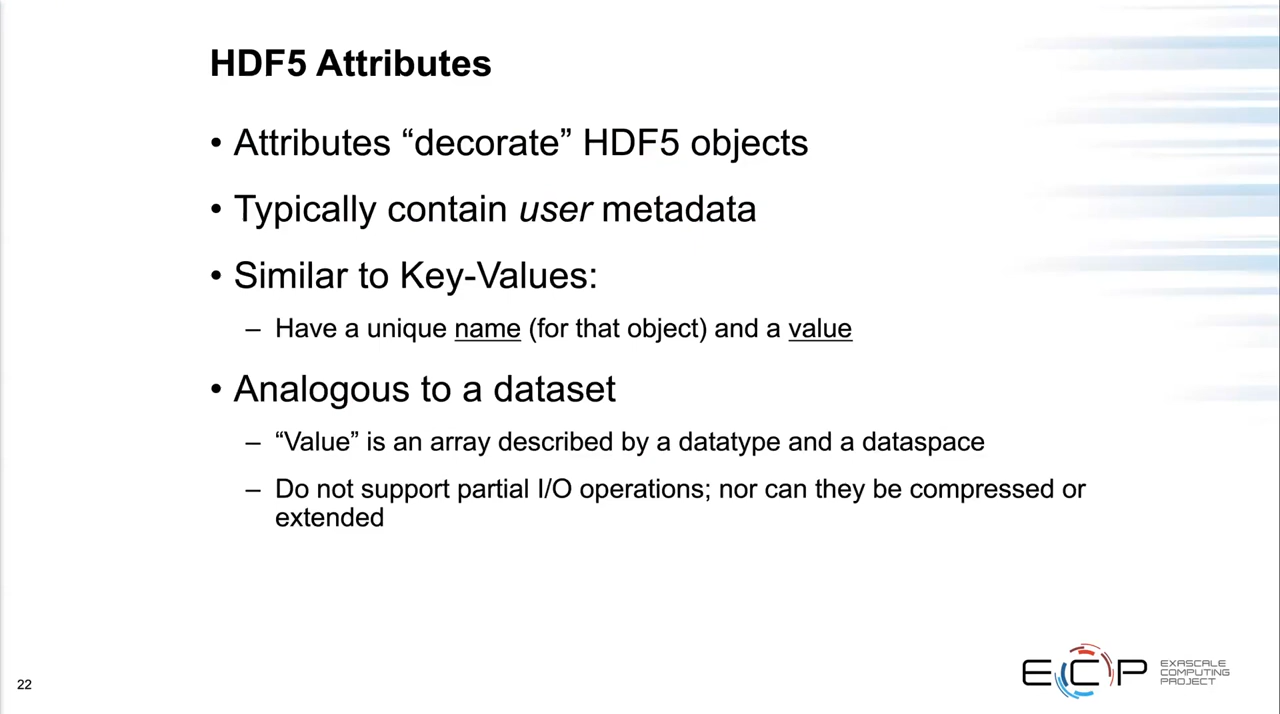 HDF5 Attributes
• Attributes “decorate” HDF5 objects
• Typically contain user metadata
• Similar to Key-Values:
– Have a unique name (for that object) and a value
• Analogous to a dataset
– “Value” is an array described by a datatype and a dataspace
– Do not support partial I/O operations; nor can they be compressed or
extended
22
ECP
EXASCALE
COMPUTING
PROJECT